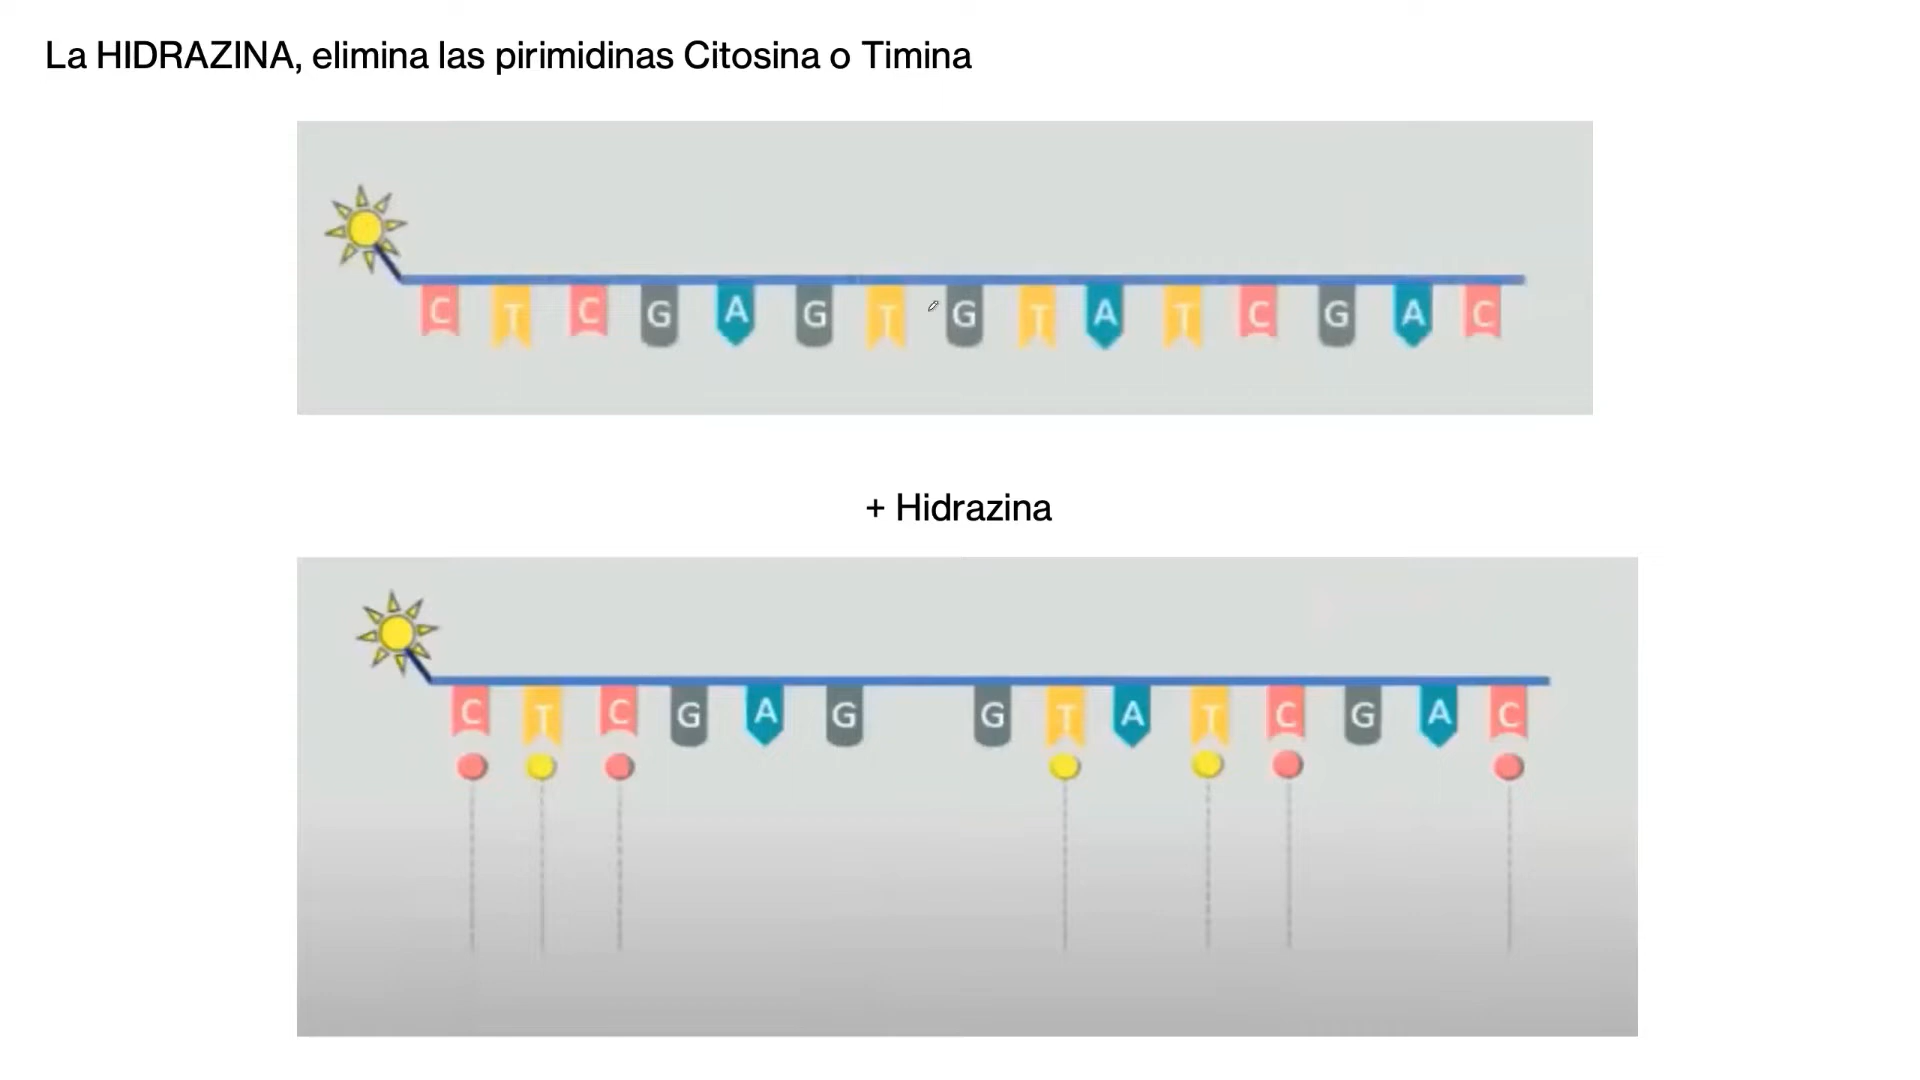 La HIDRAZINA, elimina las pirimidinas Citosina o Timina
C T C G A G T G T A T C G A C
+ Hidrazina
C T C G A G G T A T C G A C